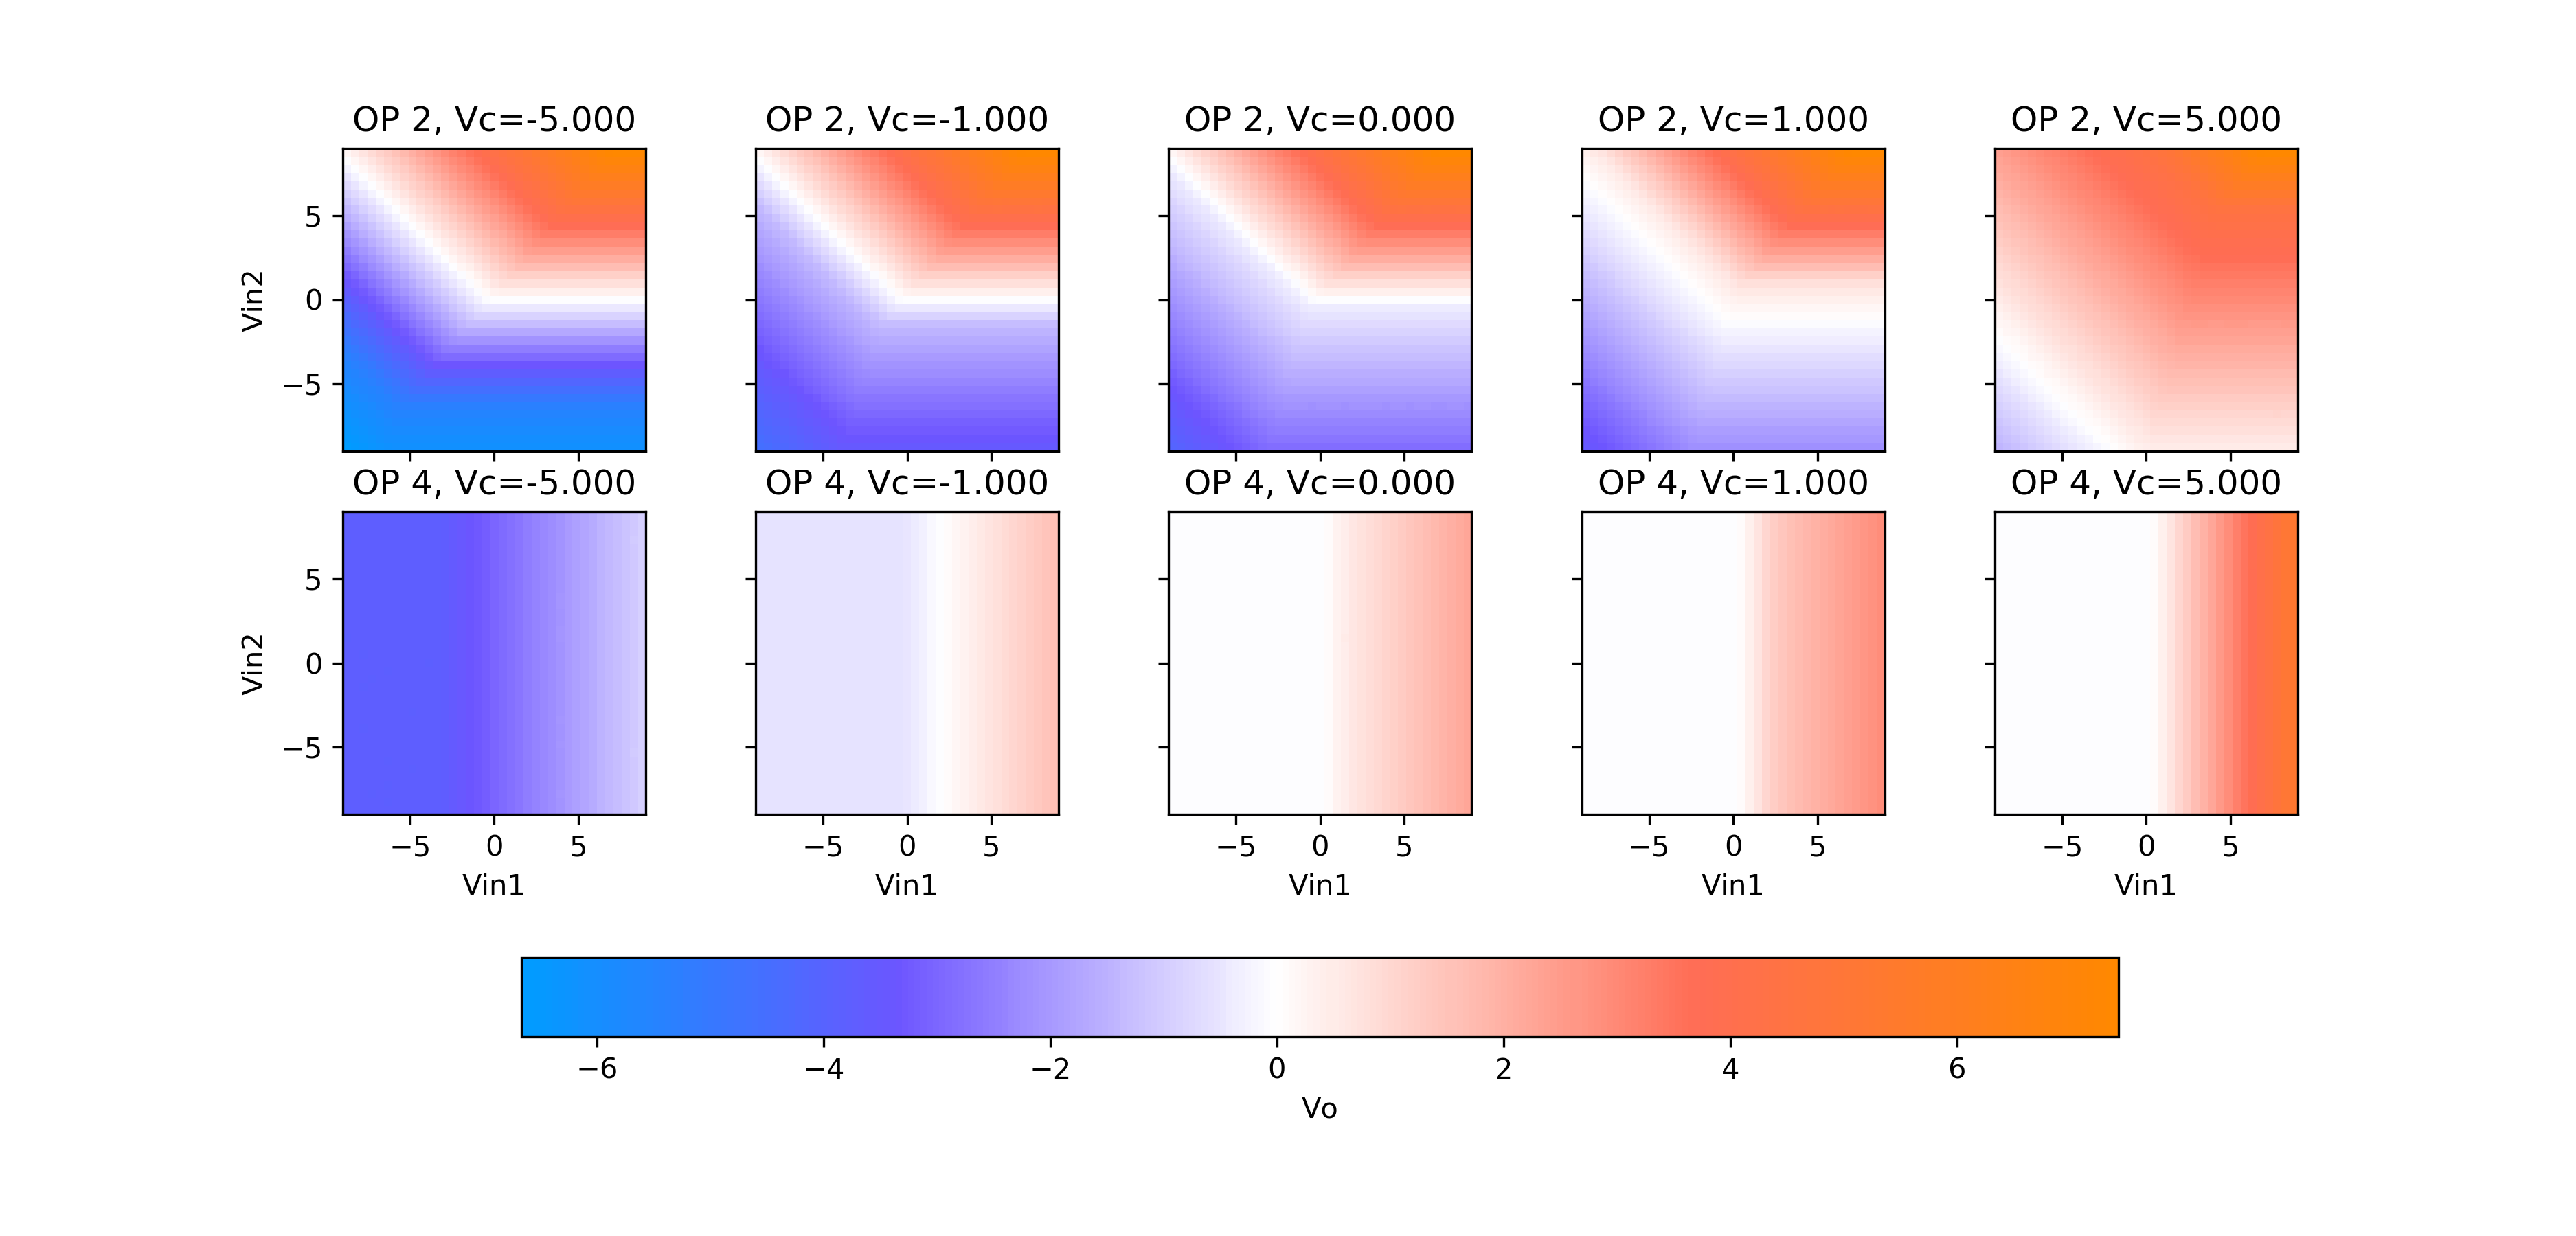 OP 2, Vc=-5.000 OP 2, Vc=-1.000 OP 2, Vc=0.000 OP 2, Vc=1.000 OP 2, Vc=5.000
Vin2
5
0
−5
OP 4, Vc=-5.000 OP 4, Vc=-1.000 OP 4, Vc=0.000 OP 4, Vc=1.000 OP 4, Vc=5.000
Vin2
5
0
−5
−5 0 5 −5 0 5 −5 0 5 −5 0 5 −5 0 5
Vin1 Vin1 Vin1 Vin1 Vin1
−6 −4 −2 0 2 4 6
Vo